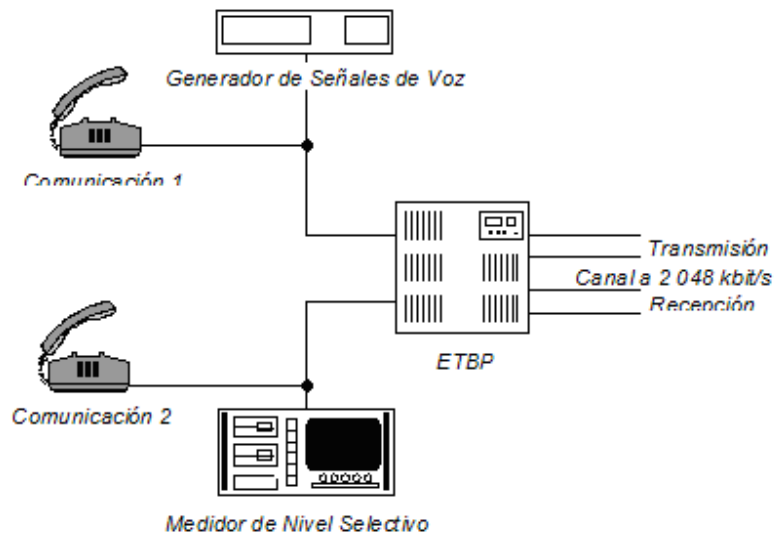 Generador de Señales de Voz
Comunicación 1
Transmisión
Canal a 2 048 kbit/s
Recepción
ETBP
Comunicación 2
Medidor de Nivel Selectivo